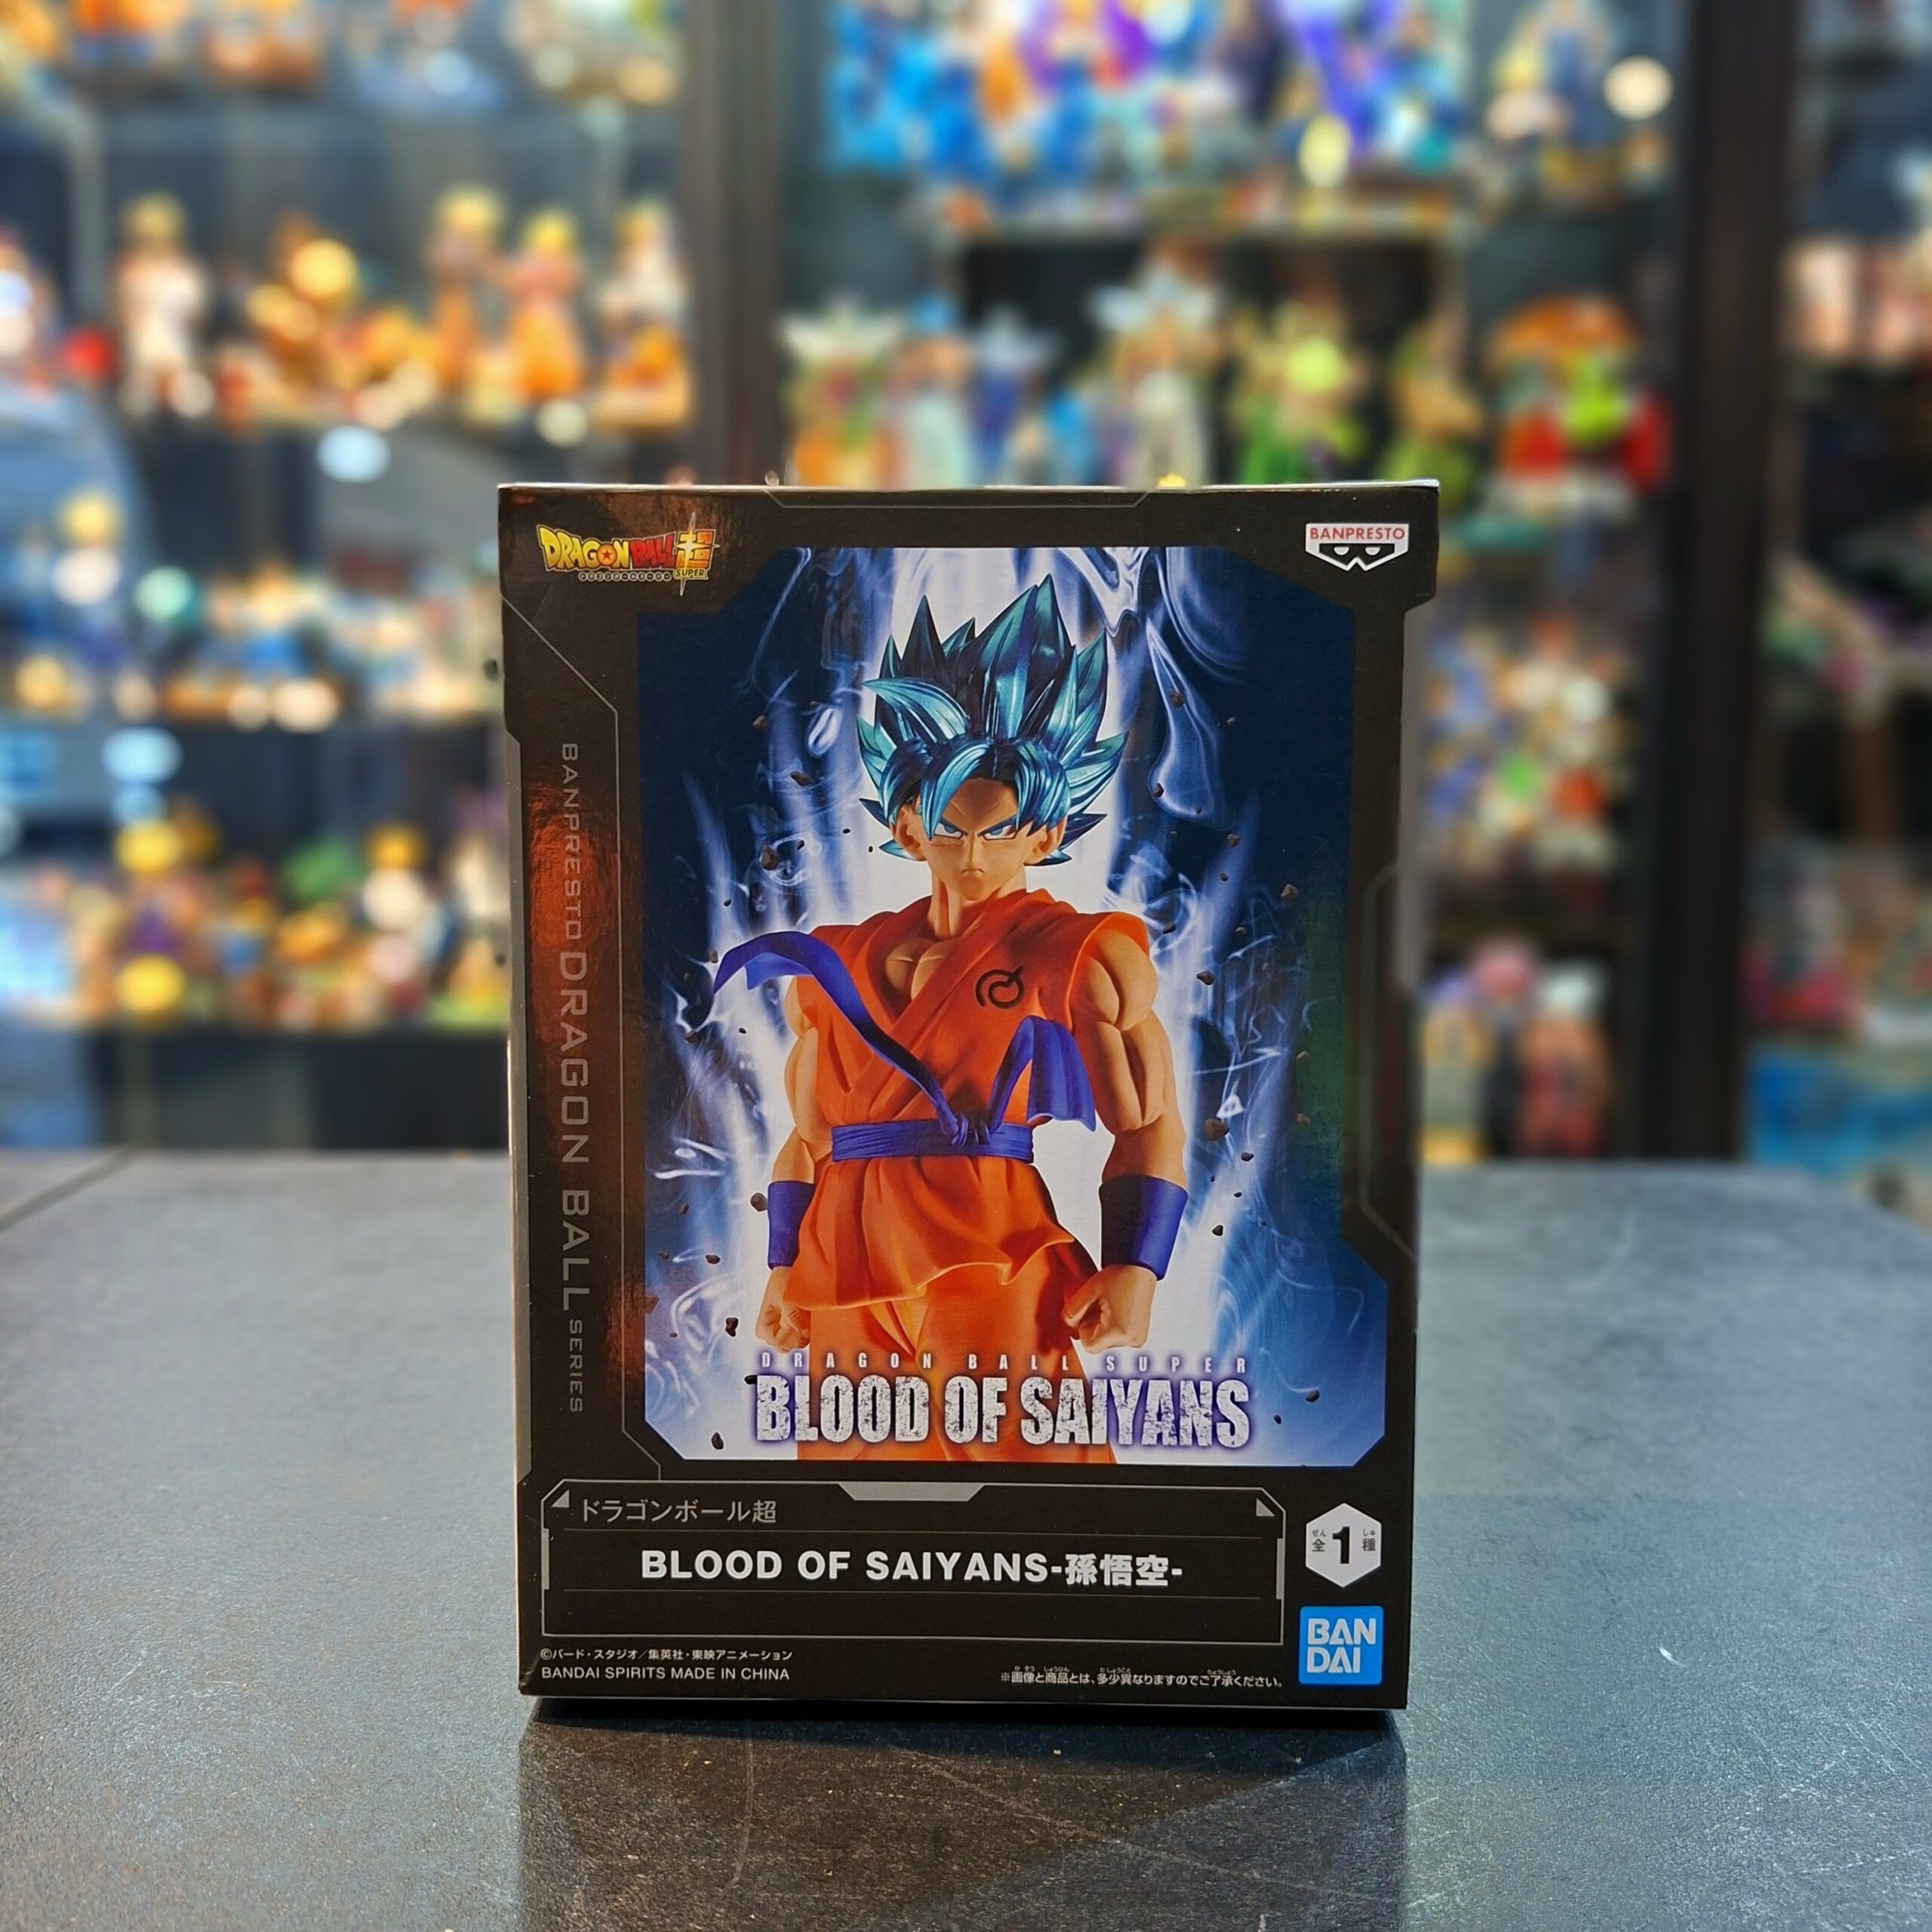 DRAGON BALL 超
SUPER
BANPRESTO
BANPRESTO DRAGON BALL SERIES
DRAGON BALL SUPER
BLOOD OF SAIYANS
ドラゴンボール超
BLOOD OF SAIYANS-孫悟空-
ぜん しゅ
全1種
BAN
DAI
©バード・スタジオ／集英社・東映アニメーション
BANDAI SPIRITS MADE IN CHINA
※画像と商品とは、多少異なりますのでご了承ください。